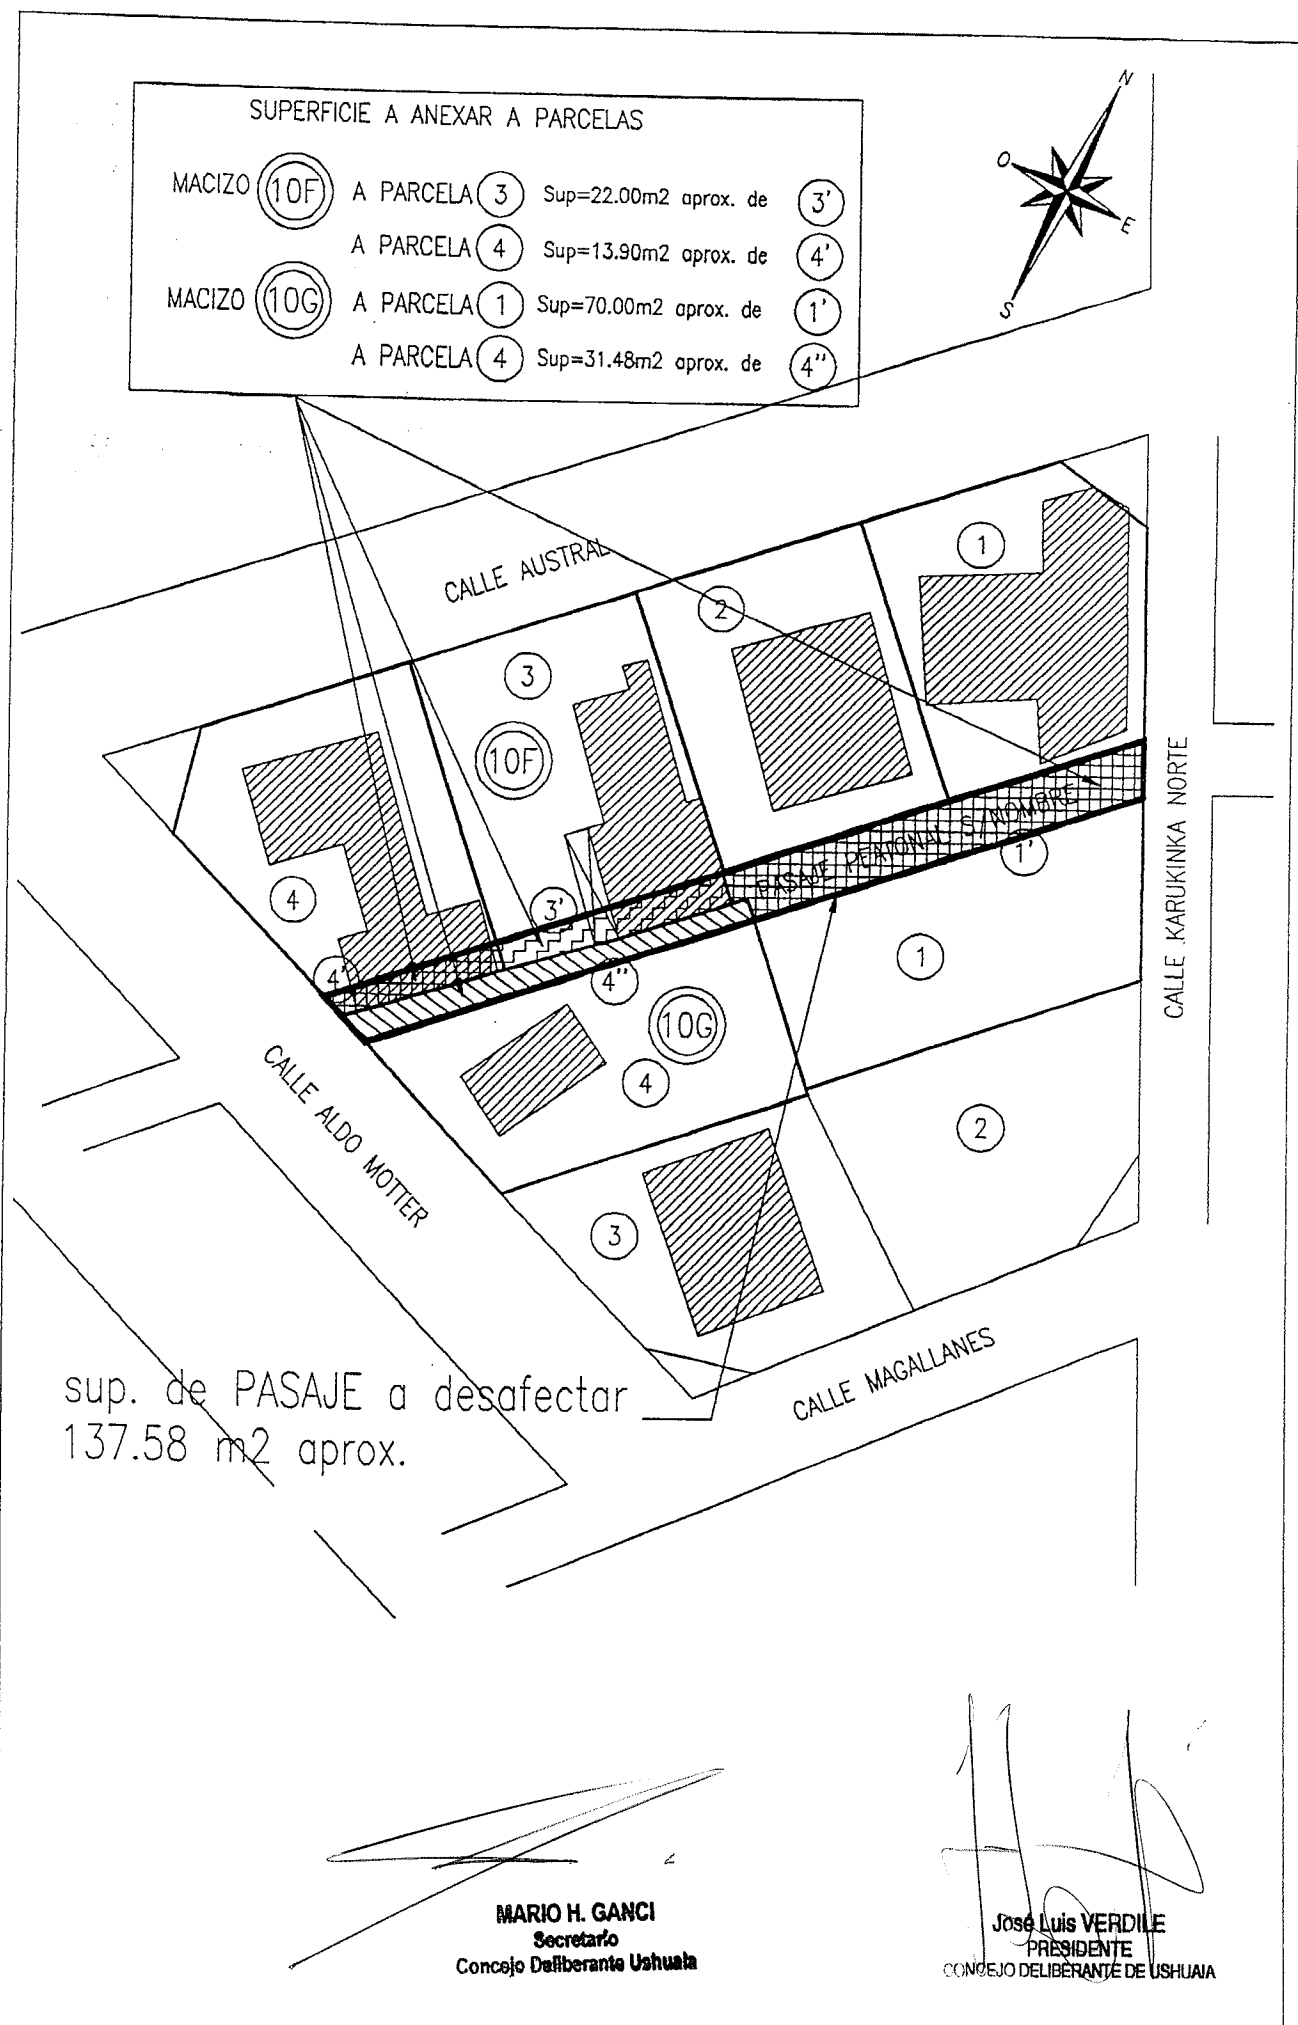 SUPERFICIE A ANEXAR A PARCELAS
MACIZO 10F A PARCELA 3 Sup=22.00m2 aprox. de 3'
A PARCELA 4 Sup=13.90m2 aprox. de 4'
MACIZO 10G A PARCELA 1 Sup=70.00m2 aprox. de 1'
A PARCELA 4 Sup=31.48m2 aprox. de 4''
N
O
E
S
CALLE AUSTRAL
1
2
3
10F
4
PASAJE PEATONAL S/NOMBRE
1'
3'
4'
4''
1
10G
4
2
3
CALLE KARUKINKA NORTE
CALLE ALDO MOTTER
CALLE MAGALLANES
sup. de PASAJE a desafectar
137.58 m2 aprox.
MARIO H. GANCI
Secretario
Concejo Deliberante Ushuaia
José Luis VERDILE
PRESIDENTE
CONCEJO DELIBERANTE DE USHUAIA